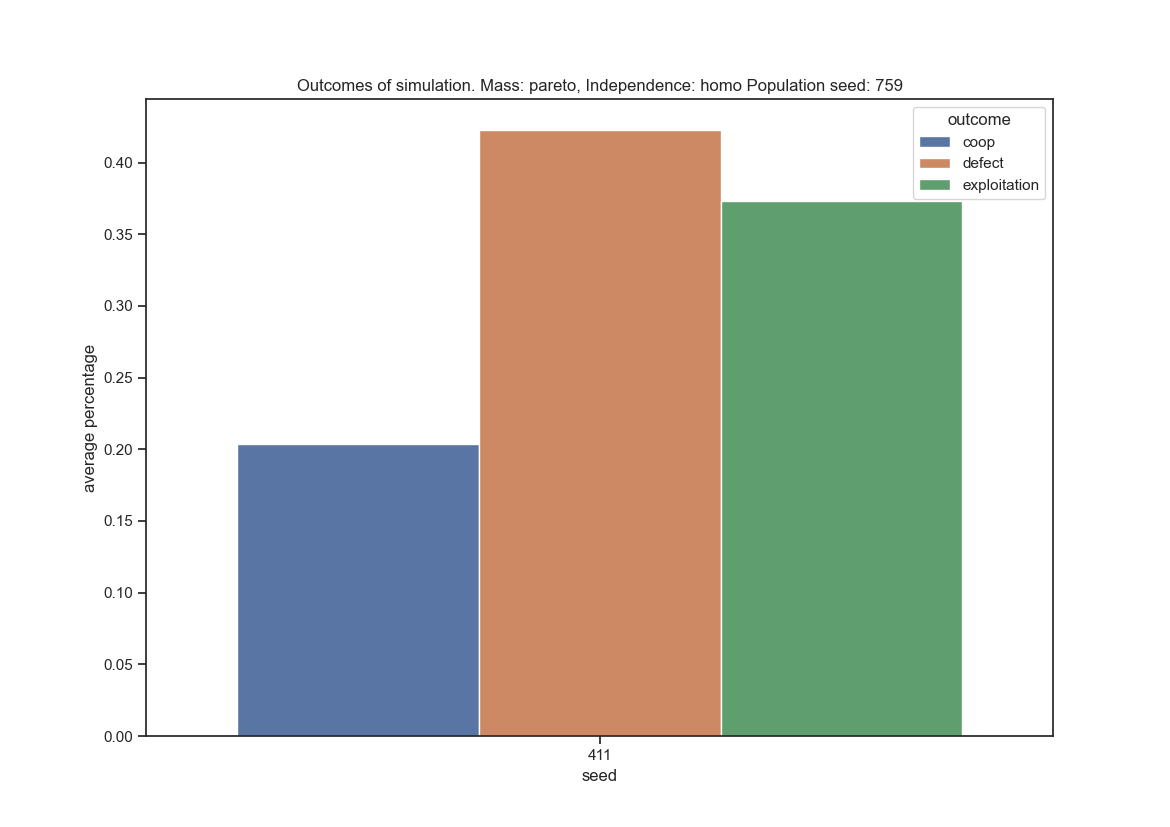 Outcomes of simulation. Mass: pareto, Independence: homo Population seed: 759
outcome
coop
defect
exploitation
0.40
0.35
0.30
0.25
0.20
0.15
0.10
0.05
0.00
average percentage
411
seed